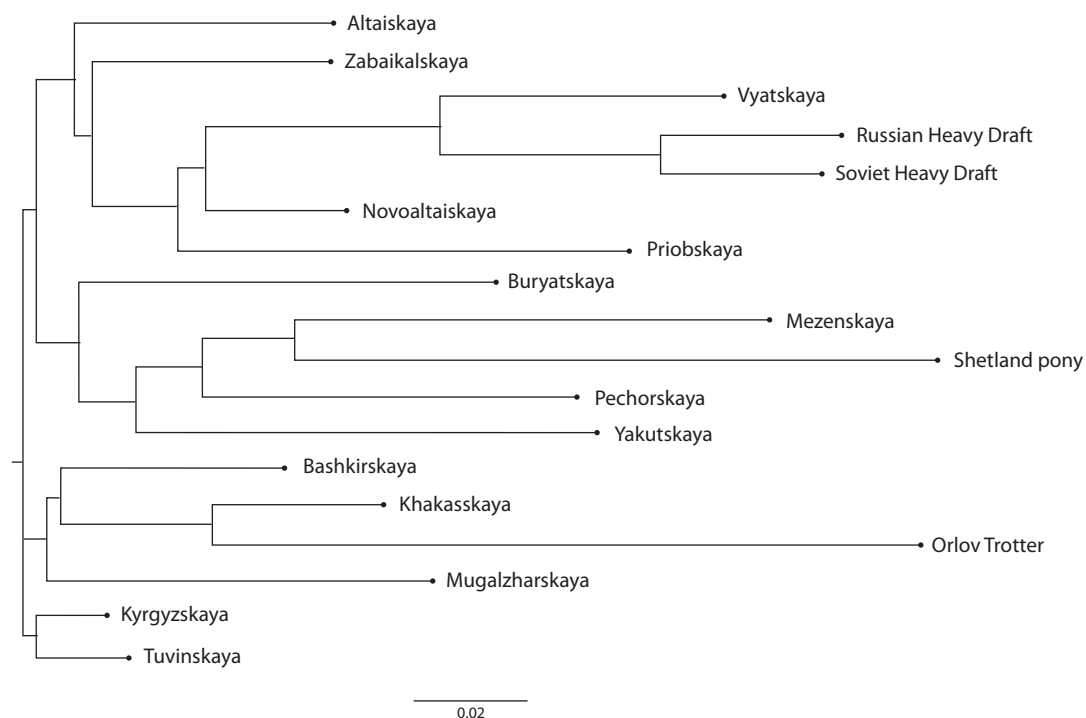 Altaiskaya
Zabaikalskaya
Vyatskaya
Russian Heavy Draft
Soviet Heavy Draft
Novoaltaiskaya
Priobskaya
Buryatskaya
Mezenskaya
Shetland pony
Pechorskaya
Yakutskaya
Bashkirskaya
Khakasskaya
Orlov Trotter
Mugalzharskaya
Kyrgyzskaya
Tuvinskaya
0.02